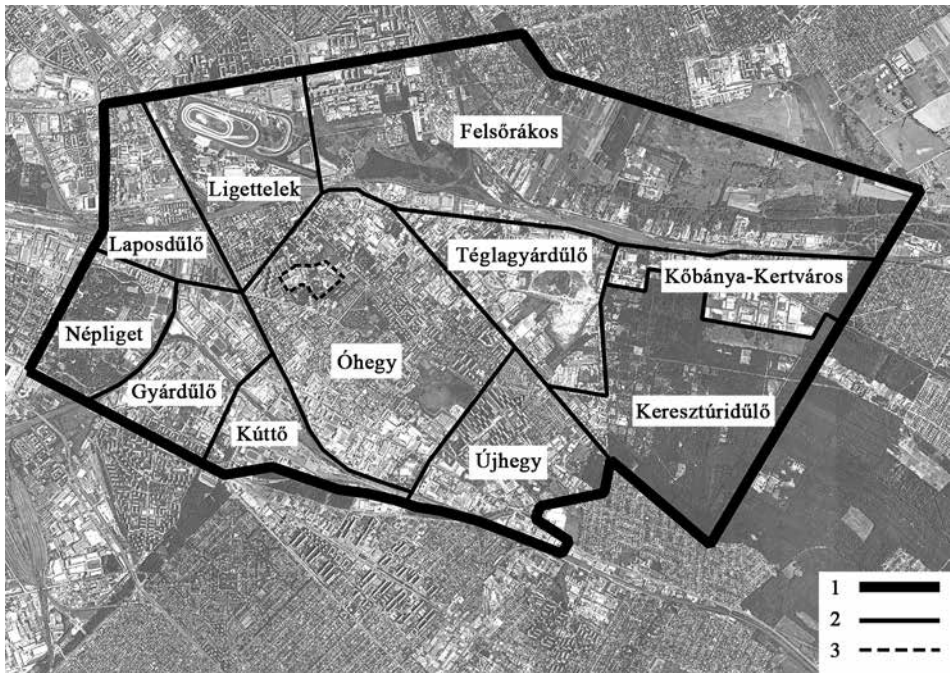 Felsőrákos
Ligettelek
Laposdűlő
Téglagyárdűlő
Kőbánya-Kertváros
Népliget
Óhegy
Gyárdűlő
Keresztúridűlő
Kúttő
Újhegy
1
2
3